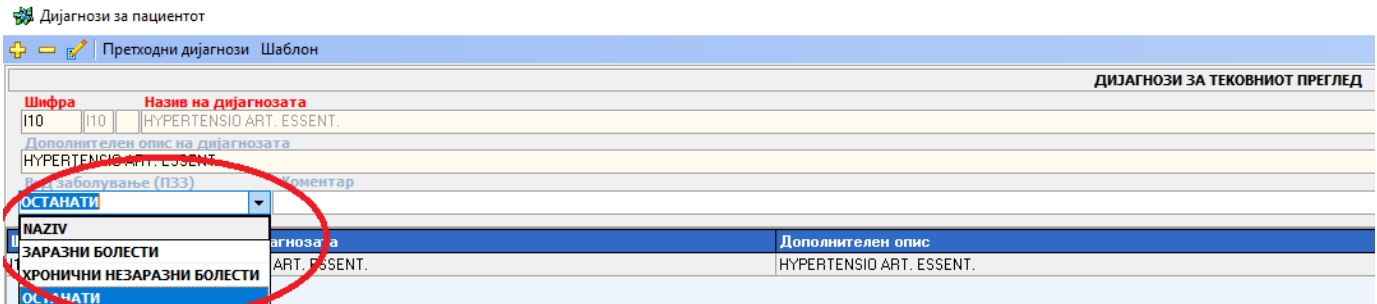 Дијагнози за пациентот
Претходни дијагнози Шаблон
ДИЈАГНОЗИ ЗА ТЕКОВНИОТ ПРЕГЛЕД
Шифра Назив на дијагнозата
I10 I10 HYPERTENSIO ART. ESSENT.
Дополнителен опис на дијагнозата
HYPERTENSIO ART. ESSENT.
Вид заболување (ПЗЗ) Коментар
ОСТАНАТИ
NAZIV
Дополнителен опис
ЗАРАЗНИ БОЛЕСТИ
ART. ESSENT. HYPERTENSIO ART. ESSENT.
ХРОНИЧНИ НЕЗАРАЗНИ БОЛЕСТИ
ОСТАНАТИ